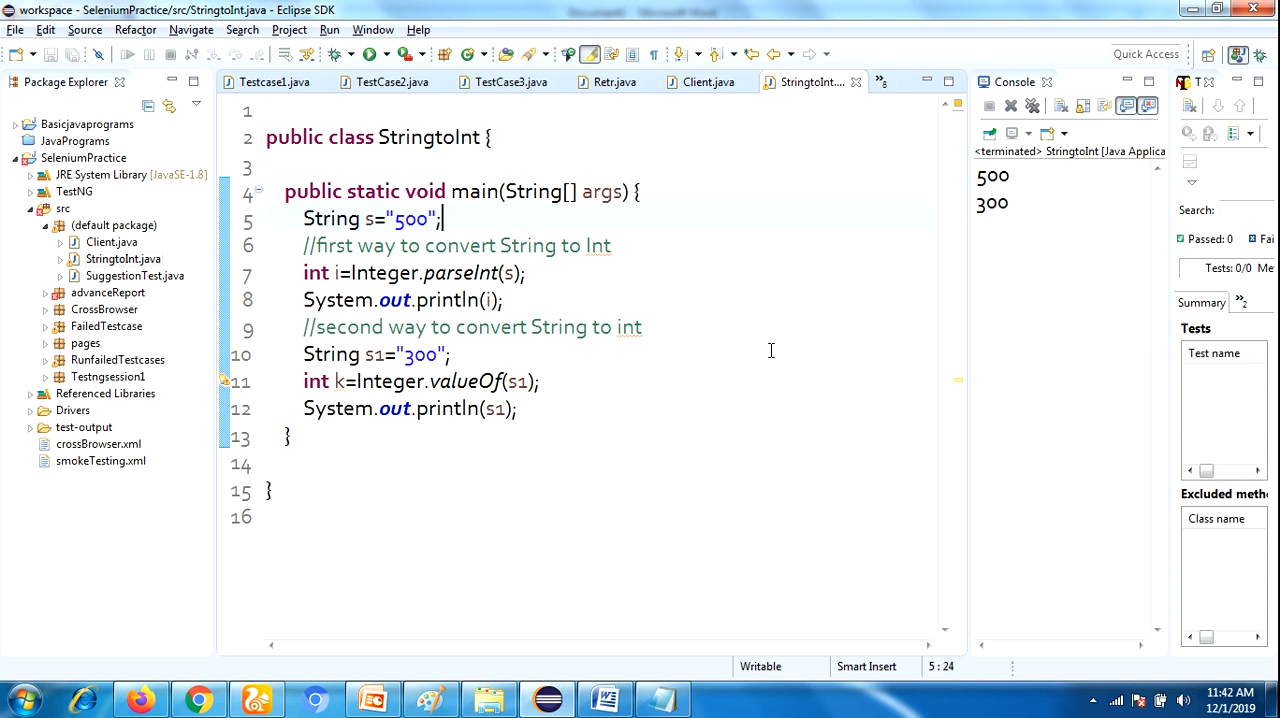 workspace - SeleniumPractice/src/StringtoInt.java - Eclipse SDK
File Edit Source Refactor Navigate Search Project Run Window Help
Quick Access
Package Explorer
Testcase1.java
TestCase2.java
TestCase3.java
Retr.java
Client.java
StringtoInt....
8
Console
T
Basicjavaprograms
JavaPrograms
SeleniumPractice
JRE System Library [JavaSE-1.8]
TestNG
src
(default package)
Client.java
StringtoInt.java
SuggestionTest.java
advanceReport
CrossBrowser
FailedTestcase
pages
RunfailedTestcases
Testngsession1
Referenced Libraries
Drivers
test-output
crossBrowser.xml
smokeTesting.xml
1
2 public class StringtoInt {
3
4 public static void main(String[] args) {
5 String s="500";
6 //first way to convert String to Int
7 int i=Integer.parseInt(s);
8 System.out.println(i);
9 //second way to convert String to int
10 String s1="300";
11 int k=Integer.valueOf(s1);
12 System.out.println(s1);
13 }
14
15 }
16
<terminated> StringtoInt [Java Applica
500
300
Search:
Passed: 0 Fai
Tests: 0/0 Me
Summary 2
Tests
Test name
Excluded metho
Class name
Writable Smart Insert 5 : 24
11:42 AM
12/1/2019